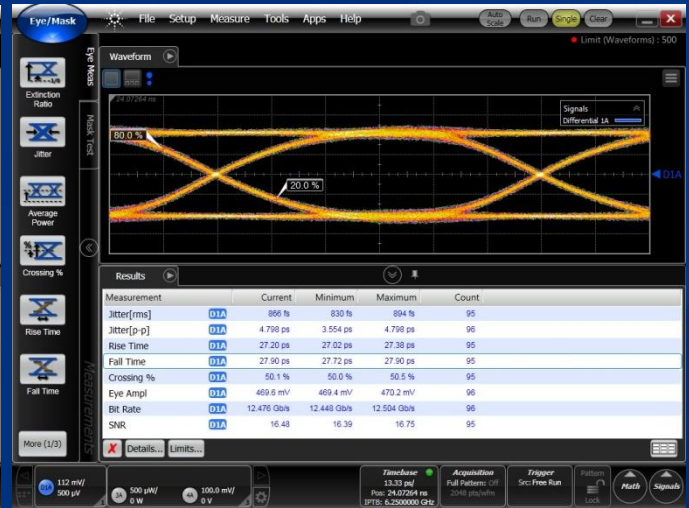 Eye/Mask File Setup Measure Tools Apps Help Auto Scale Run Single Clear
Limit (Waveforms) : 500
Eye Meas
Mask Test
Measurements
Extinction
Ratio
Jitter
Average
Power
Crossing %
Rise Time
Fall Time
More (1/3)
Waveform
24.07264 ns
Signals
Differential 1A
80.0 %
20.0 %
D1A
Results
Measurement Current Minimum Maximum Count
Jitter[rms] D1A 866 fs 830 fs 894 fs 95
Jitter[p-p] D1A 4.798 ps 3.554 ps 4.798 ps 96
Rise Time D1A 27.20 ps 27.02 ps 27.38 ps 95
Fall Time D1A 27.90 ps 27.72 ps 27.90 ps 95
Crossing % D1A 50.1 % 50.0 % 50.5 % 95
Eye Ampl D1A 469.6 mV 469.4 mV 470.2 mV 96
Bit Rate D1A 12.476 Gb/s 12.448 Gb/s 12.504 Gb/s 96
SNR D1A 16.48 16.39 16.75 95
Details... Limits...
D1A 112 mV/
500 µV
3A 500 µW/
0 W
4A 100.0 mV/
0 V
Timebase
13.33 ps/
Pos: 24.07264 ns
IPTB: 6.2500000 GHz
Acquisition
Full Pattern: Off
2048 pts/wfm
Trigger
Src: Free Run
Pattern
Lock
Math
Signals